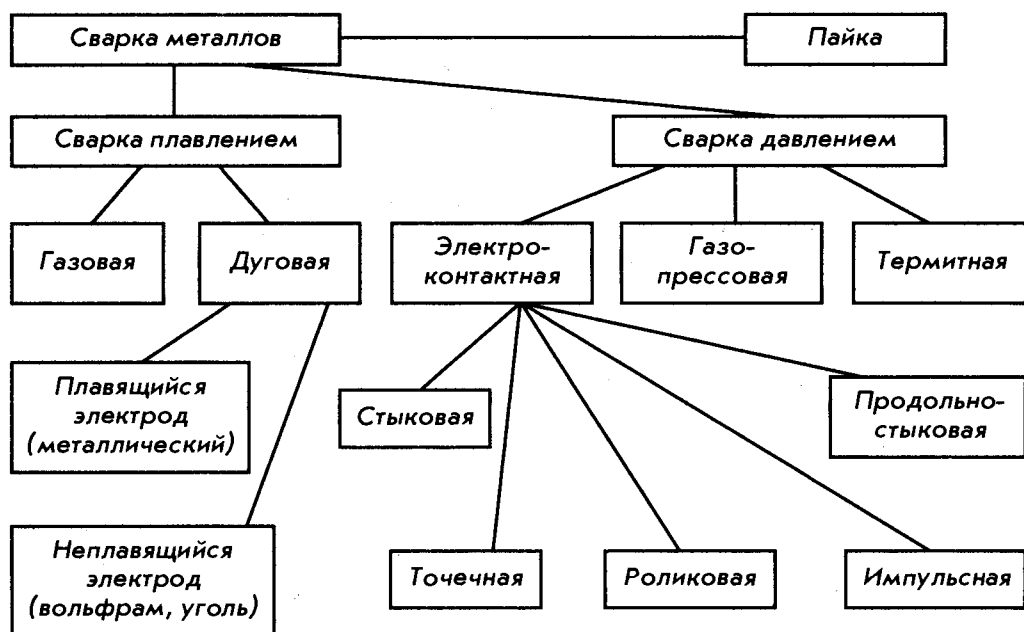 Сварка металлов
Пайка
Сварка плавлением
Сварка давлением
Газовая
Дуговая
Электро-
контактная
Газо-
прессовая
Термитная
Плавящийся
электрод
(металлический)
Стыковая
Продольно-
стыковая
Неплавящийся
электрод
(вольфрам, уголь)
Точечная
Роликовая
Импульсная